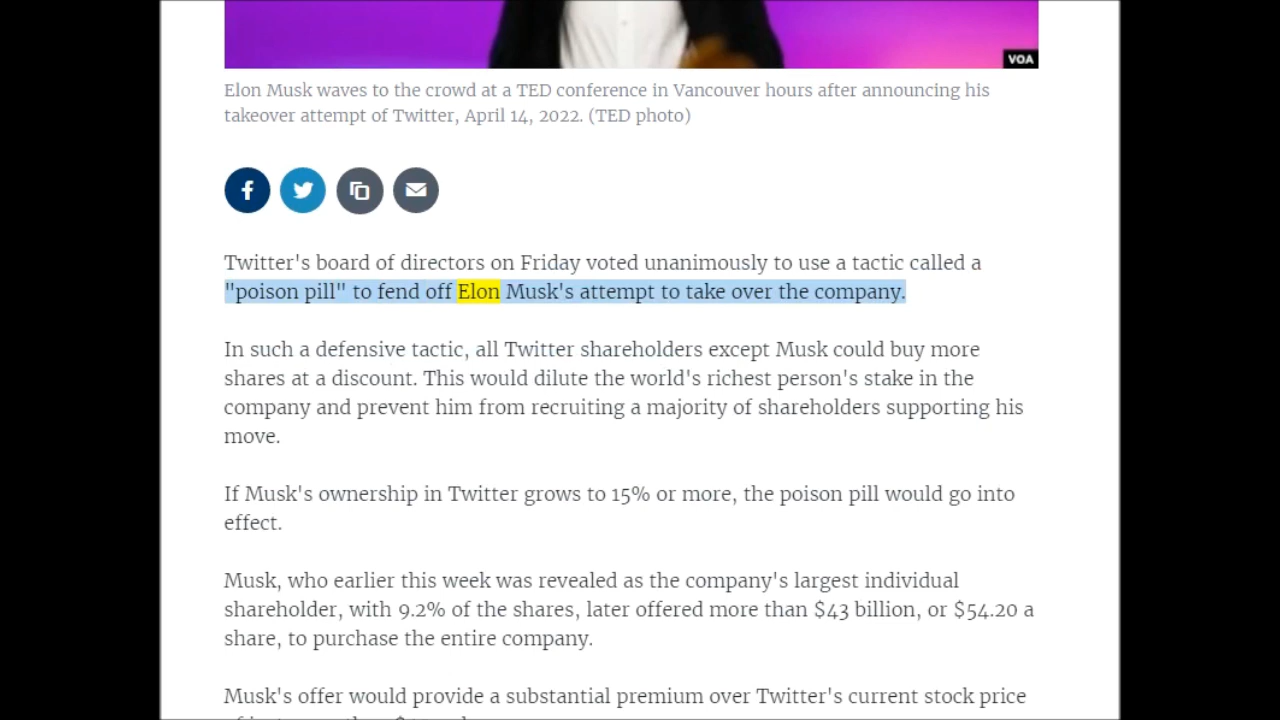 VOA
Elon Musk waves to the crowd at a TED conference in Vancouver hours after announcing his
takeover attempt of Twitter, April 14, 2022. (TED photo)
Twitter's board of directors on Friday voted unanimously to use a tactic called a
"poison pill" to fend off Elon Musk's attempt to take over the company.
In such a defensive tactic, all Twitter shareholders except Musk could buy more
shares at a discount. This would dilute the world's richest person's stake in the
company and prevent him from recruiting a majority of shareholders supporting his
move.
If Musk's ownership in Twitter grows to 15% or more, the poison pill would go into
effect.
Musk, who earlier this week was revealed as the company's largest individual
shareholder, with 9.2% of the shares, later offered more than $43 billion, or $54.20 a
share, to purchase the entire company.
Musk's offer would provide a substantial premium over Twitter's current stock price